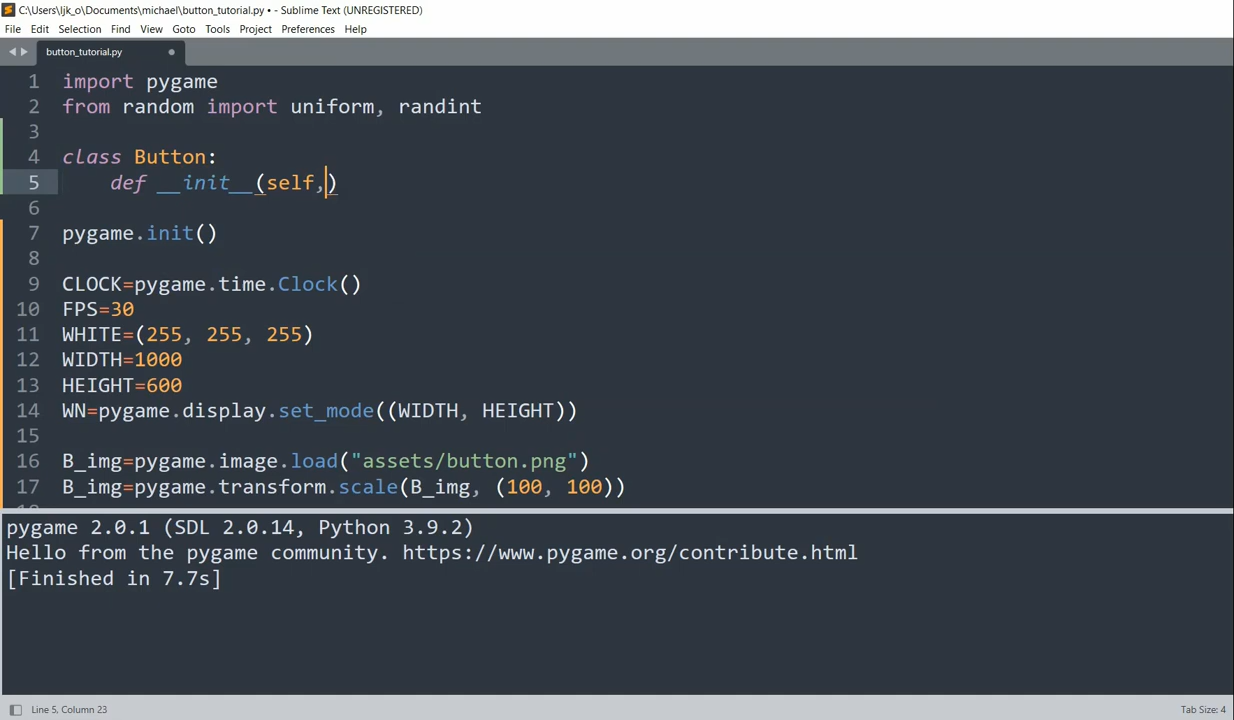 C:\Users\ljk_o\Documents\michael\button_tutorial.py • - Sublime Text (UNREGISTERED)
File Edit Selection Find View Goto Tools Project Preferences Help
button_tutorial.py
1 import pygame
2 from random import uniform, randint
3
4 class Button:
5     def __init__(self,)
6
7 pygame.init()
8
9 CLOCK=pygame.time.Clock()
10 FPS=30
11 WHITE=(255, 255, 255)
12 WIDTH=1000
13 HEIGHT=600
14 WN=pygame.display.set_mode((WIDTH, HEIGHT))
15
16 B_img=pygame.image.load("assets/button.png")
17 B_img=pygame.transform.scale(B_img, (100, 100))
pygame 2.0.1 (SDL 2.0.14, Python 3.9.2)
Hello from the pygame community. https://www.pygame.org/contribute.html
[Finished in 7.7s]
Line 5, Column 23 Tab Size: 4